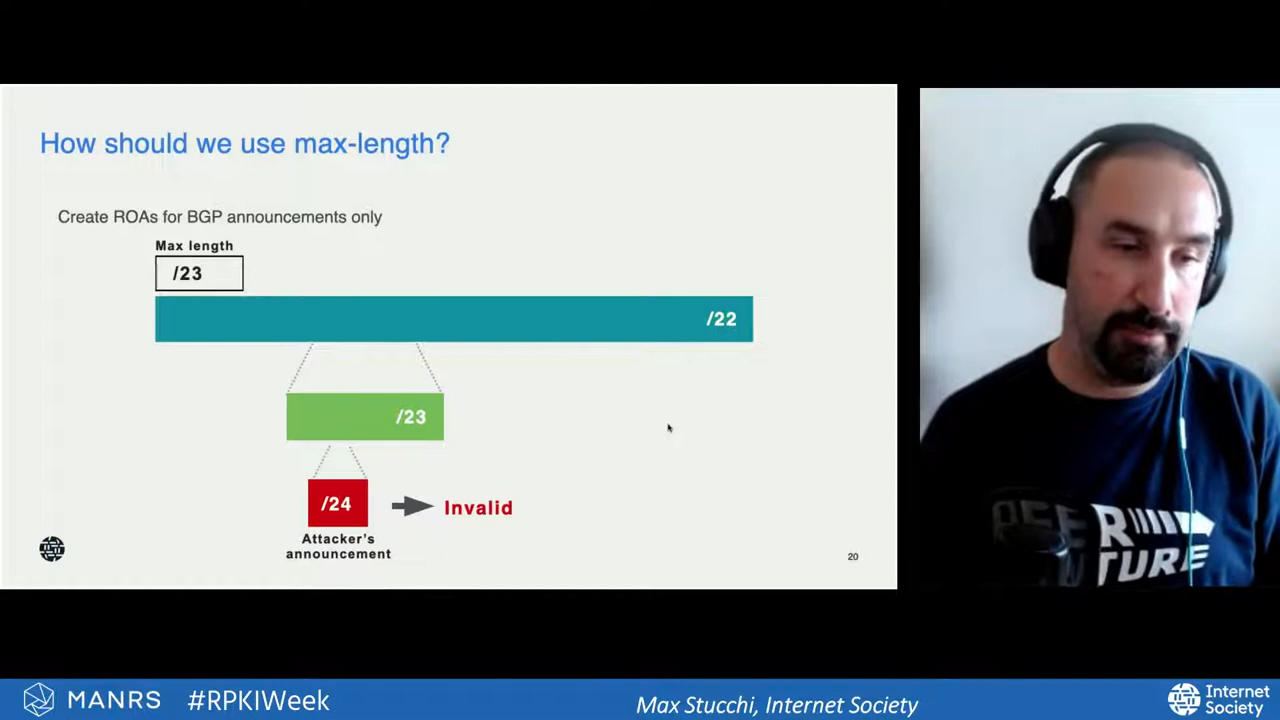 How should we use max-length?
Create ROAs for BGP announcements only
Max length
/23
/22
/23
/24
Invalid
Attacker's
announcement
20
MANRS
#RPKIWeek
Max Stucchi, Internet Society
Internet
Society